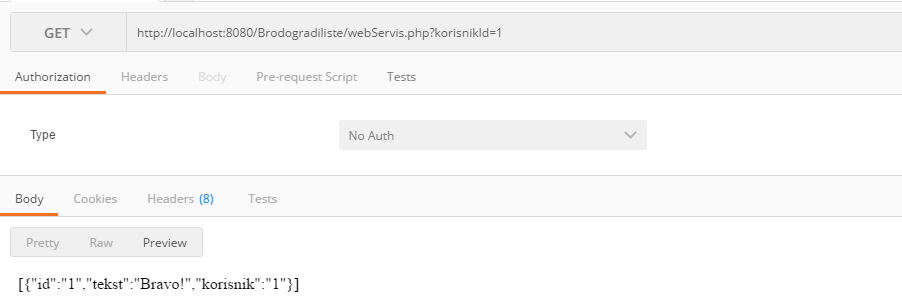 GET http://localhost:8080/Brodogradiliste/webServis.php?korisnikId=1
Authorization Headers Body Pre-request Script Tests
Type No Auth
Body Cookies Headers (8) Tests
Pretty Raw Preview
[{"id":"1","tekst":"Bravo!","korisnik":"1"}]